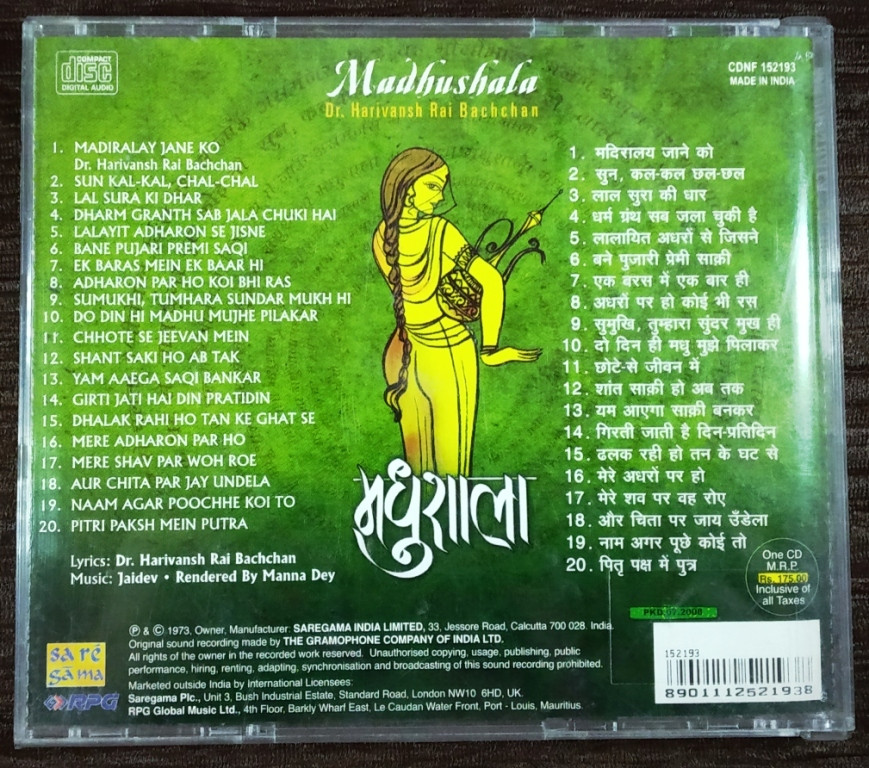 COMPACT
disc
DIGITAL AUDIO
Madhushala
Dr. Harivansh Rai Bachchan
CDNF 152193
MADE IN INDIA
1. MADIRALAY JANE KO
Dr. Harivansh Rai Bachchan
2. SUN KAL-KAL, CHAL-CHAL
3. LAL SURA KI DHAR
4. DHARM GRANTH SAB JALA CHUKI HAI
5. LALAYIT ADHARON SE JISNE
6. BANE PUJARI PREMI SAQI
7. EK BARAS MEIN EK BAAR HI
8. ADHARON PAR HO KOI BHI RAS
9. SUMUKHI, TUMHARA SUNDAR MUKH HI
10. DO DIN HI MADHU MUJHE PILAKAR
11. CHHOTE SE JEEVAN MEIN
12. SHANT SAKI HO AB TAK
13. YAM AAEGA SAQI BANKAR
14. GIRTI JATI HAI DIN PRATIDIN
15. DHALAK RAHI HO TAN KE GHAT SE
16. MERE ADHARON PAR HO
17. MERE SHAV PAR WOH ROE
18. AUR CHITA PAR JAY UNDELA
19. NAAM AGAR POOCHHE KOI TO
20. PITRI PAKSH MEIN PUTRA
1. मदिरालय जाने को
2. सुन, कल-कल छल-छल
3. लाल सुरा की धार
4. धर्म ग्रंथ सब जला चुकी है
5. लालायित अधरों से जिसने
6. बने पुजारी प्रेमी साक़ी
7. एक बरस में एक बार ही
8. अधरों पर हो कोई भी रस
9. सुमुखि, तुम्हारा सुंदर मुख ही
10. दो दिन ही मधु मुझे पिलाकर
11. छोटे-से जीवन में
12. शांत साक़ी हो अब तक
13. यम आएगा साक़ी बनकर
14. गिरती जाती है दिन-प्रतिदिन
15. ढलक रही हो तन के घट से
16. मेरे अधरों पर हो
17. मेरे शव पर वह रोए
18. और चिता पर जाय उँडेला
19. नाम अगर पूछे कोई तो
20. पितृ पक्ष में पुत्र
मधुशाला
Lyrics: Dr. Harivansh Rai Bachchan
Music: Jaidev • Rendered By Manna Dey
One CD
M.R.P.
Rs. 175.00
Inclusive of
all Taxes
PKD.07.2008
sa re
ga ma
RPG
℗ & © 1973, Owner, Manufacturer: SAREGAMA INDIA LIMITED, 33, Jessore Road, Calcutta 700 028. India.
Original sound recording made by THE GRAMOPHONE COMPANY OF INDIA LTD.
All rights of the owner in the recorded work reserved. Unauthorised copying, usage, publishing, public
performance, hiring, renting, adapting, synchronisation and broadcasting of this sound recording prohibited.
Marketed outside India by International Licensees:
Saregama Plc., Unit 3, Bush Industrial Estate, Standard Road, London NW10 6HD, UK.
RPG Global Music Ltd., 4th Floor, Barkly Wharf East, Le Caudan Water Front, Port - Louis, Mauritius.
152193
8901112521938